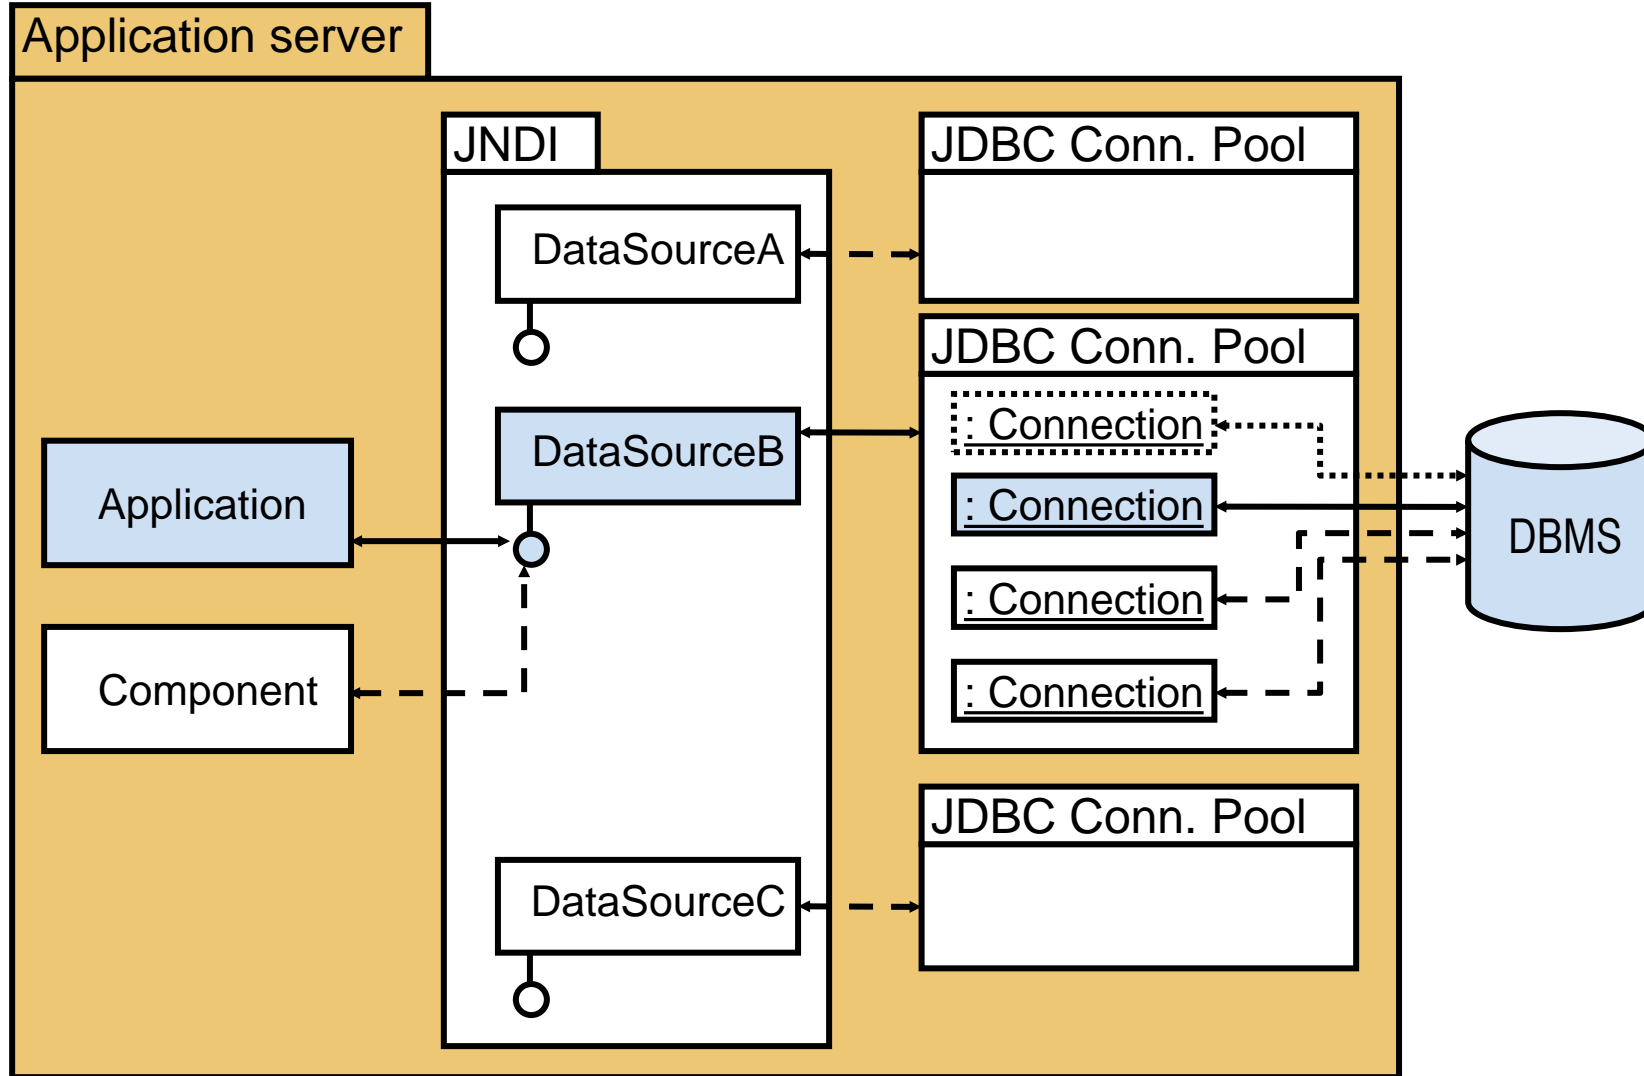 Application server
JNDI
JDBC Conn. Pool
DataSourceA
JDBC Conn. Pool
: Connection
DataSourceB
: Connection
Application
DBMS
: Connection
Component
: Connection
JDBC Conn. Pool
DataSourceC